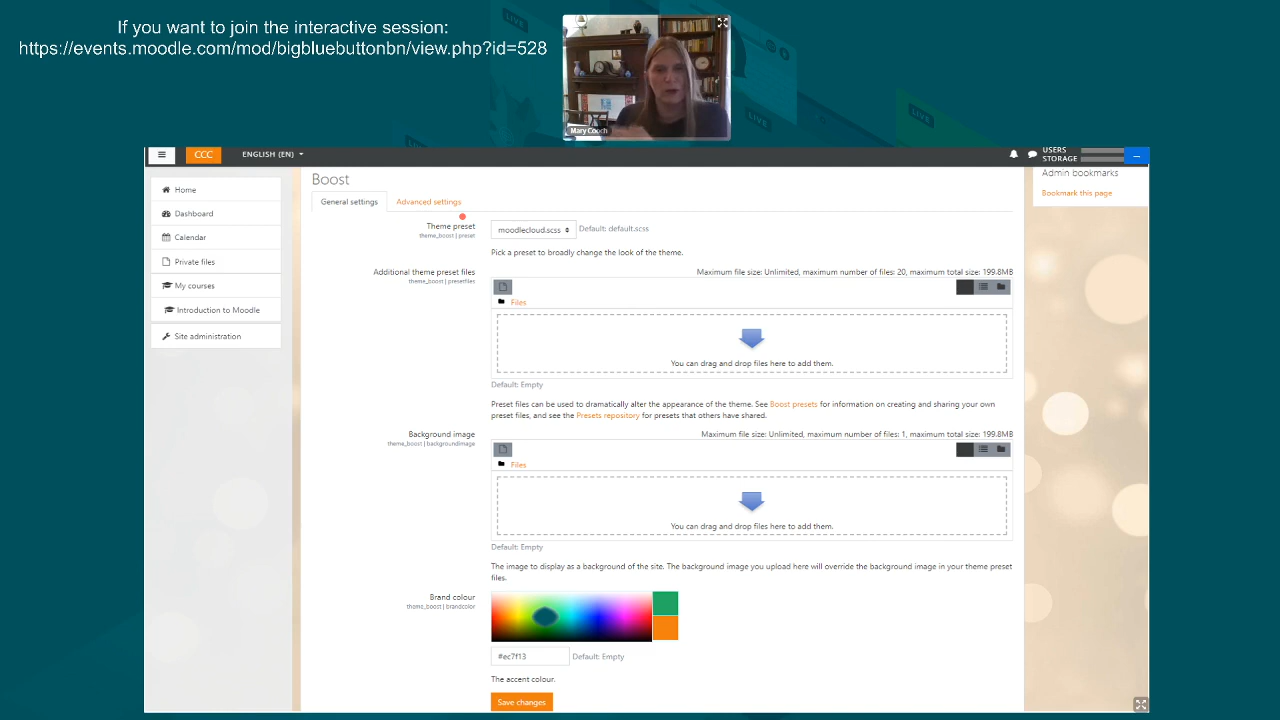 If you want to join the interactive session:
https://events.moodle.com/mod/bigbluebuttonbn/view.php?id=528
Mary Cooch
CCC
ENGLISH (EN)
USERS
STORAGE
Home
Dashboard
Calendar
Private files
My courses
Introduction to Moodle
Site administration
Boost
General settings
Advanced settings
Theme preset
theme_boost | preset
moodlecloud.scss
Default: default.scss
Pick a preset to broadly change the look of the theme.
Additional theme preset files
theme_boost | presetfiles
Maximum file size: Unlimited, maximum number of files: 20, maximum total size: 199.8MB
Files
You can drag and drop files here to add them.
Default: Empty
Preset files can be used to dramatically alter the appearance of the theme. See Boost presets for information on creating and sharing your own
preset files, and see the Presets repository for presets that others have shared.
Background image
theme_boost | backgroundimage
Maximum file size: Unlimited, maximum number of files: 1, maximum total size: 199.8MB
Files
You can drag and drop files here to add them.
Default: Empty
The image to display as a background of the site. The background image you upload here will override the background image in your theme preset
files.
Brand colour
theme_boost | brandcolor
#ec7f13
Default: Empty
The accent colour.
Save changes
Admin bookmarks
Bookmark this page
LIVE
LIVE
LIVE